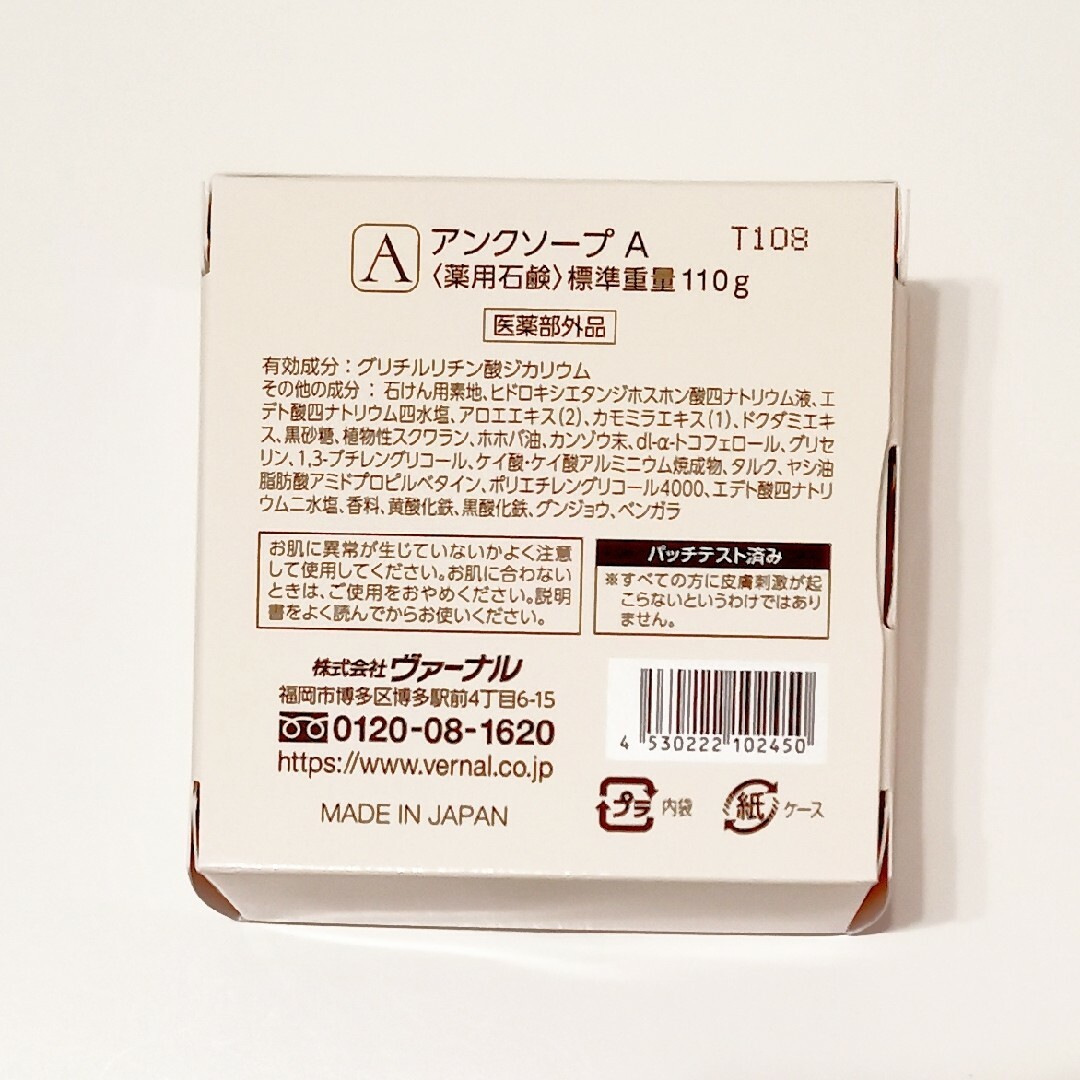 A アンクソープ A T108
〈薬用石鹸〉標準重量110g
医薬部外品
有効成分：グリチルリチン酸ジカリウム
その他の成分：石けん用素地、ヒドロキシエタンジホスホン酸四ナトリウム液、エ
デト酸四ナトリウム四水塩、アロエエキス(2)、カモミラエキス(1)、ドクダミエキ
ス、黒砂糖、植物性スクワラン、ホホバ油、カンゾウ末、dl-α-トコフェロール、グリセ
リン、1,3-ブチレングリコール、ケイ酸・ケイ酸アルミニウム焼成物、タルク、ヤシ油
脂肪酸アミドプロピルベタイン、ポリエチレングリコール4000、エデト酸四ナトリ
ウム二水塩、香料、黄酸化鉄、黒酸化鉄、グンジョウ、ベンガラ
お肌に異常が生じていないかよく注意
して使用してください。お肌に合わない
ときは、ご使用をおやめください。説明
書をよく読んでからお使いください。
パッチテスト済み
※すべての方に皮膚刺激が起
こらないというわけではあり
ません。
株式会社ヴァーナル
福岡市博多区博多駅前4丁目6-15
0120-08-1620
https://www.vernal.co.jp
MADE IN JAPAN
4 530222 102450
プラ 内袋
紙 ケース